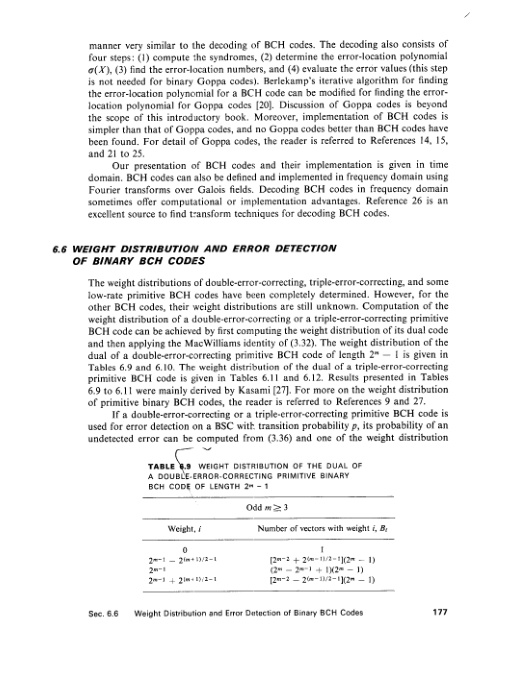 manner very similar to the decoding of BCH codes. The decoding also consists of
four steps: (1) compute the syndromes, (2) determine the error-location polynomial
σ(X), (3) find the error-location numbers, and (4) evaluate the error values (this step
is not needed for binary Goppa codes). Berlekamp's iterative algorithm for finding
the error-location polynomial for a BCH code can be modified for finding the error-
location polynomial for Goppa codes [20]. Discussion of Goppa codes is beyond
the scope of this introductory book. Moreover, implementation of BCH codes is
simpler than that of Goppa codes, and no Goppa codes better than BCH codes have
been found. For detail of Goppa codes, the reader is referred to References 14, 15,
and 21 to 25.
Our presentation of BCH codes and their implementation is given in time
domain. BCH codes can also be defined and implemented in frequency domain using
Fourier transforms over Galois fields. Decoding BCH codes in frequency domain
sometimes offer computational or implementation advantages. Reference 26 is an
excellent source to find transform techniques for decoding BCH codes.
6.6 WEIGHT DISTRIBUTION AND ERROR DETECTION
OF BINARY BCH CODES
The weight distributions of double-error-correcting, triple-error-correcting, and some
low-rate primitive BCH codes have been completely determined. However, for the
other BCH codes, their weight distributions are still unknown. Computation of the
weight distribution of a double-error-correcting or a triple-error-correcting primitive
BCH code can be achieved by first computing the weight distribution of its dual code
and then applying the MacWilliams identity of (3.32). The weight distribution of the
dual of a double-error-correcting primitive BCH code of length 2^m − 1 is given in
Tables 6.9 and 6.10. The weight distribution of the dual of a triple-error-correcting
primitive BCH code is given in Tables 6.11 and 6.12. Results presented in Tables
6.9 to 6.11 were mainly derived by Kasami [27]. For more on the weight distribution
of primitive binary BCH codes, the reader is referred to References 9 and 27.
If a double-error-correcting or a triple-error-correcting primitive BCH code is
used for error detection on a BSC with transition probability p, its probability of an
undetected error can be computed from (3.36) and one of the weight distribution
TABLE 6.9 WEIGHT DISTRIBUTION OF THE DUAL OF
A DOUBLE-ERROR-CORRECTING PRIMITIVE BINARY
BCH CODE OF LENGTH 2^m − 1
Odd m ≥ 3
Weight, i Number of vectors with weight i, B_i
0 1
2^{m−1} − 2^{(m+1)/2−1} [2^{m−2} + 2^{(m−1)/2−1}](2^m − 1)
2^{m−1} (2^m − 2^{m−1} + 1)(2^m − 1)
2^{m−1} + 2^{(m+1)/2−1} [2^{m−2} − 2^{(m−1)/2−1}](2^m − 1)
Sec. 6.6 Weight Distribution and Error Detection of Binary BCH Codes 177